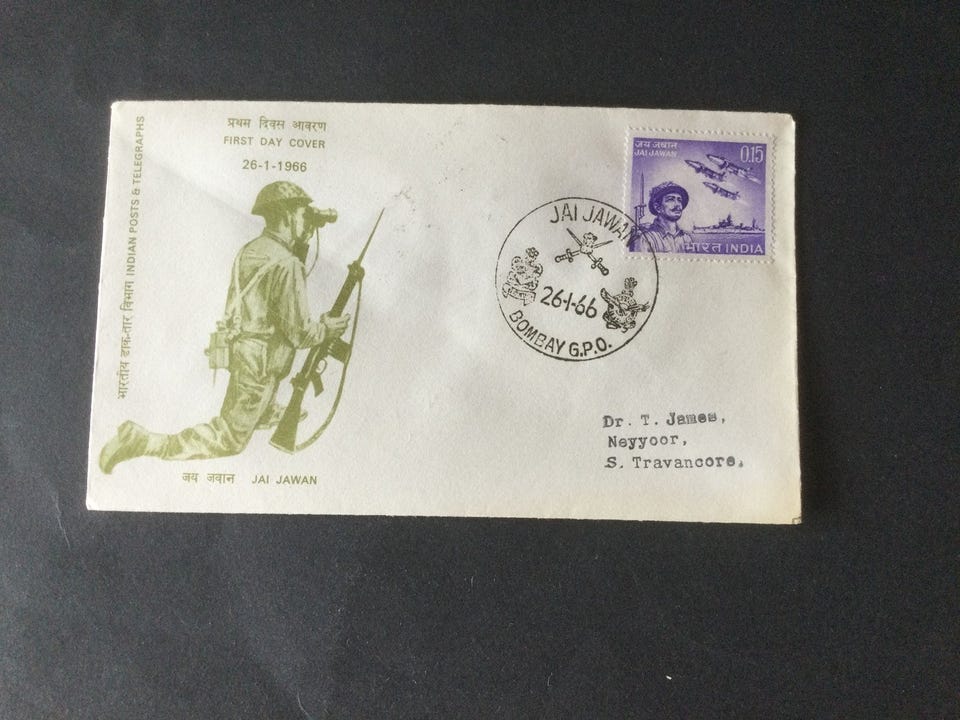 भारतीय डाक-तार विभाग INDIAN POSTS & TELEGRAPHS
प्रथम दिवस आवरण
FIRST DAY COVER
26-1-1966
जय जवान JAI JAWAN
JAI JAWAN
26-1-66
BOMBAY G.P.O.
जय जवान
JAI JAWAN
0.15
भारत INDIA
Dr. T. James,
Neyyoor,
S. Travancore.